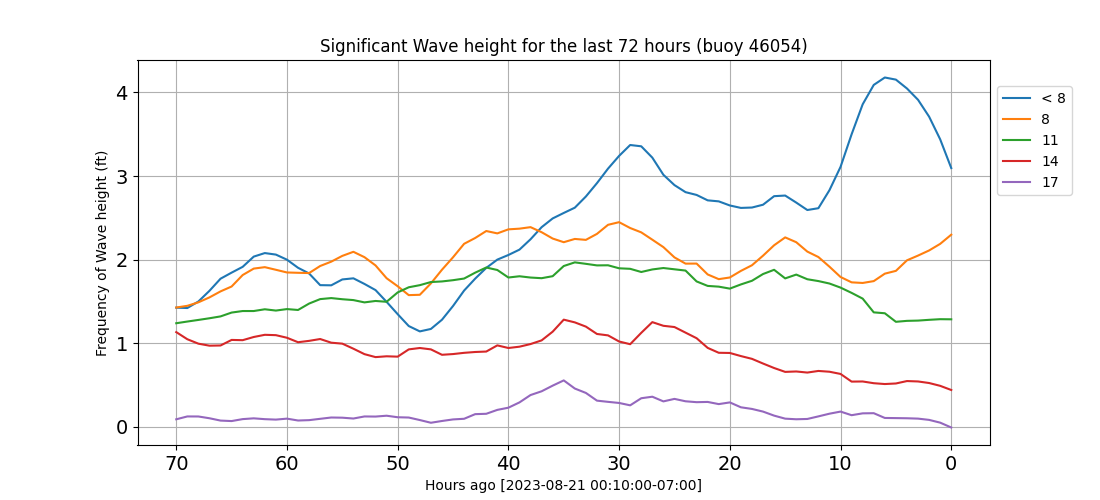 Significant Wave height for the last 72 hours (buoy 46054)
Frequency of Wave height (ft)
4
3
2
1
0
70 60 50 40 30 20 10 0
Hours ago [2023-08-21 00:10:00-07:00]
< 8
8
11
14
17